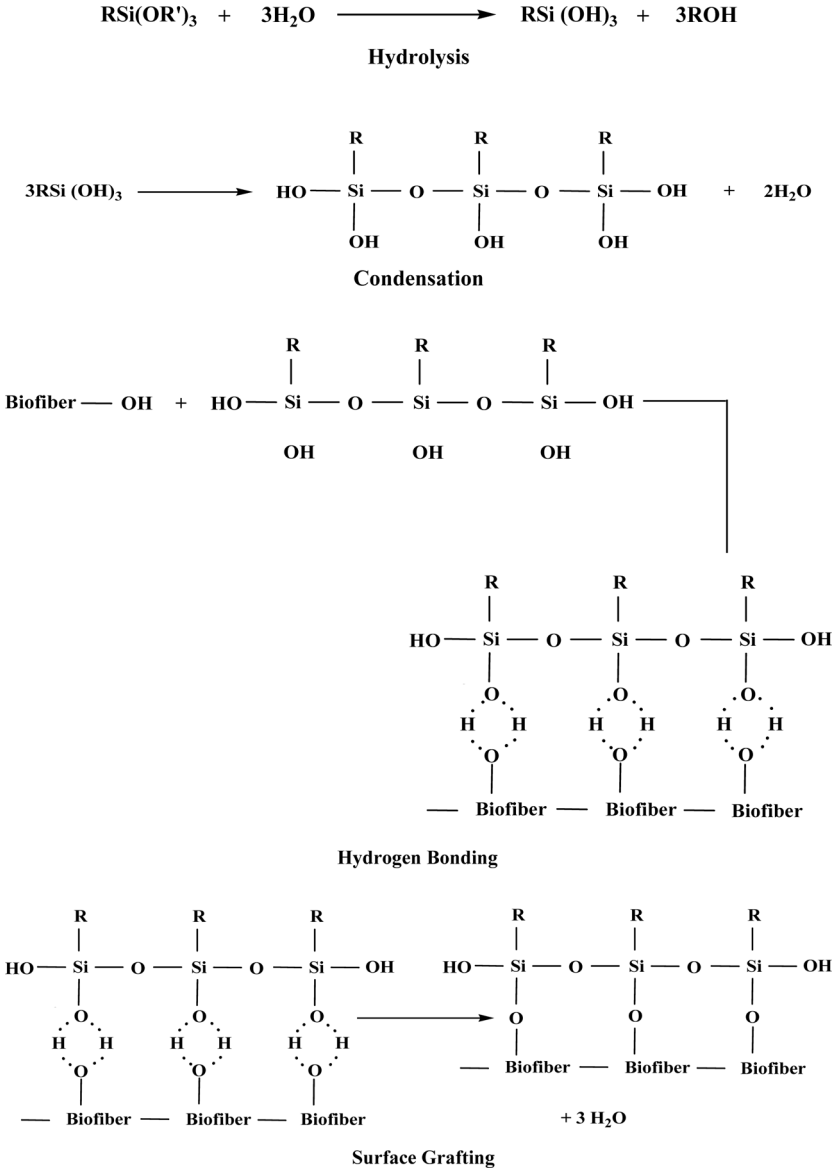 RSi(OR')₃ + 3H₂O RSi (OH)₃ + 3ROH
Hydrolysis
R R R
3RSi (OH)₃ HO Si O Si O Si OH + 2H₂O
OH OH OH
Condensation
R R R
Biofiber OH + HO Si O Si O Si OH
OH OH OH
R R R
HO Si O Si O Si OH
O O O
H H H H H H
O O O
Biofiber Biofiber Biofiber
Hydrogen Bonding
R R R R R R
HO Si O Si O Si OH HO Si O Si O Si OH
O O O O O O
H H H H H H
O O O Biofiber Biofiber Biofiber
Biofiber Biofiber Biofiber + 3 H₂O
Surface Grafting